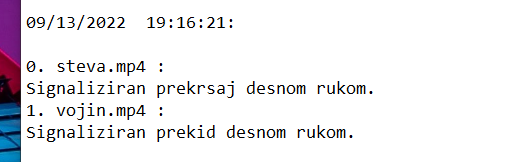 09/13/2022  19:16:21:
0. steva.mp4 :
Signaliziran prekrsaj desnom rukom.
1. vojin.mp4 :
Signaliziran prekid desnom rukom.